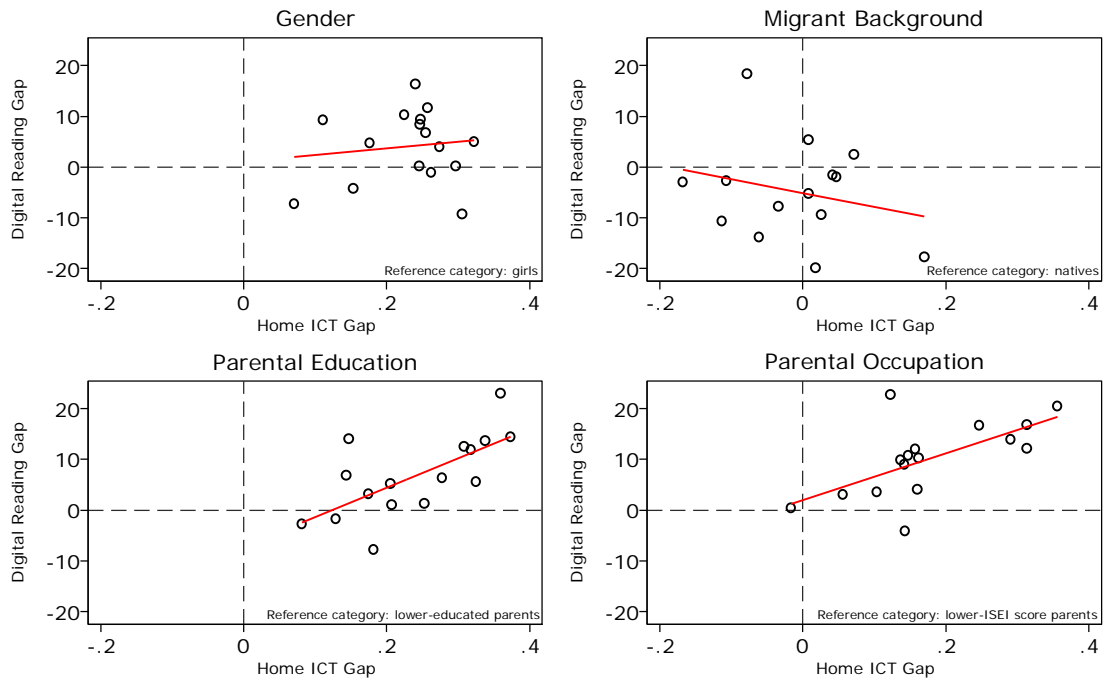 Gender
Digital Reading Gap
20
10
0
-10
-20
Reference category: girls
-.2 0 .2 .4
Home ICT Gap
Migrant Background
Digital Reading Gap
20
10
0
-10
-20
Reference category: natives
-.2 0 .2 .4
Home ICT Gap
Parental Education
Digital Reading Gap
20
10
0
-10
-20
Reference category: lower-educated parents
-.2 0 .2 .4
Home ICT Gap
Parental Occupation
Digital Reading Gap
20
10
0
-10
-20
Reference category: lower-ISEI score parents
-.2 0 .2 .4
Home ICT Gap